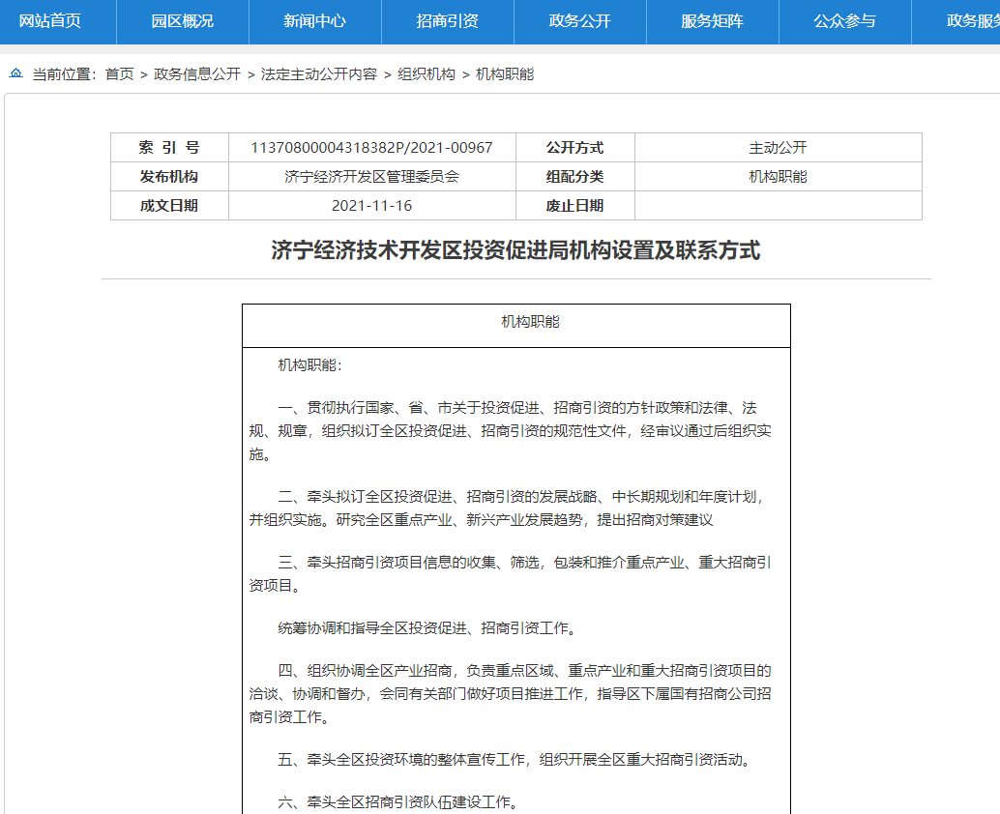 网站首页 园区概况 新闻中心 招商引资 政务公开 服务矩阵 公众参与 政务服务
当前位置：首页 > 政务信息公开 > 法定主动公开内容 > 组织机构 > 机构职能
索 引 号 11370800004318382P/2021-00967 公开方式 主动公开
发布机构 济宁经济开发区管理委员会 组配分类 机构职能
成文日期 2021-11-16 废止日期
济宁经济技术开发区投资促进局机构设置及联系方式
机构职能
机构职能：
一、贯彻执行国家、省、市关于投资促进、招商引资的方针政策和法律、法
规、规章，组织拟订全区投资促进、招商引资的规范性文件，经审议通过后组织实
施。
二、牵头拟订全区投资促进、招商引资的发展战略、中长期规划和年度计划，
并组织实施。研究全区重点产业、新兴产业发展趋势，提出招商对策建议
三、牵头招商引资项目信息的收集、筛选，包装和推介重点产业、重大招商引
资项目。
统筹协调和指导全区投资促进、招商引资工作。
四、组织协调全区产业招商，负责重点区域、重点产业和重大招商引资项目的
洽谈、协调和督办，会同有关部门做好项目推进工作，指导区下属国有招商公司招
商引资工作。
五、牵头全区投资环境的整体宣传工作，组织开展全区重大招商引资活动。
六、牵头全区招商引资队伍建设工作。